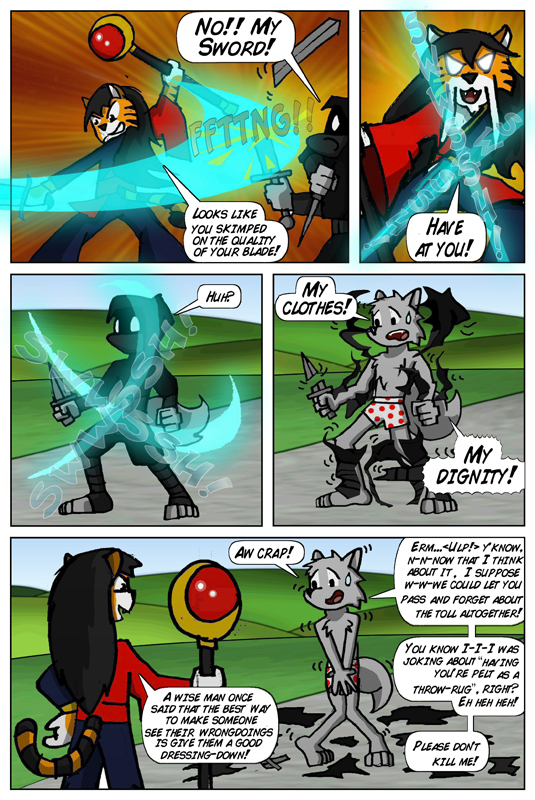 NO!! MY
SWORD!
FFTTNG!!
LOOKS LIKE
YOU SKIMPED
ON THE QUALITY
OF YOUR BLADE!
HAVE
AT YOU!
HUH?
MY
CLOTHES!
MY
DIGNITY!
AW CRAP!
ERM...<ULP!> Y'KNOW,
N-N-NOW THAT I THINK
ABOUT IT, I SUPPOSE
W-W-WE COULD LET YOU
PASS AND FORGET ABOUT
THE TOLL ALTOGETHER!
YOU KNOW I-I-I WAS
JOKING ABOUT "HAVING
YOU'RE PELT AS A
THROW-RUG", RIGHT?
EH HEH HEH!
PLEASE DON'T
KILL ME!
A WISE MAN ONCE
SAID THAT THE BEST WAY
TO MAKE SOMEONE
SEE THEIR WRONGDOINGS
IS GIVE THEM A GOOD
DRESSING-DOWN!